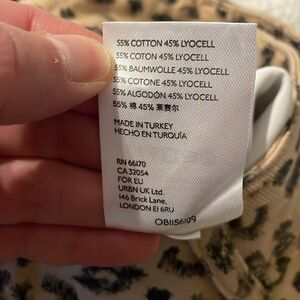 55% COTTON 45% LYOCELL
55% COTON 45% LYOCELL
55% BAUMWOLLE 45% LYOCELL
55% COTONE 45% LYOCELL
55% ALGODÓN 45% LYOCELL
55% 棉 45% 莱赛尔
MADE IN TURKEY
HECHO EN TURQUÍA
RN 66170
CA 32054
FOR EU
URBN UK Ltd.
146 Brick Lane,
LONDON E1 6RU
OB1156109